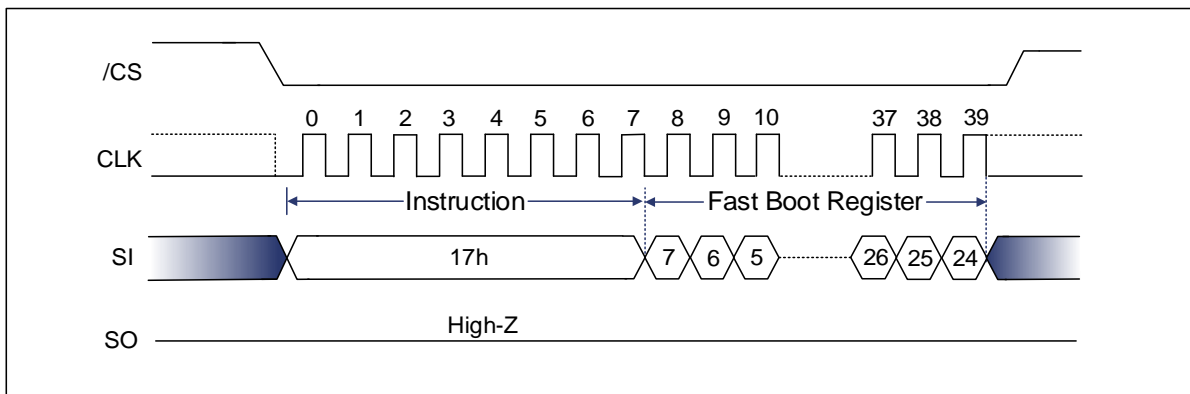 /CS
0 1 2 3 4 5 6 7 8 9 10 37 38 39
CLK
Instruction Fast Boot Register
SI 17h 7 6 5 26 25 24
High-Z
SO